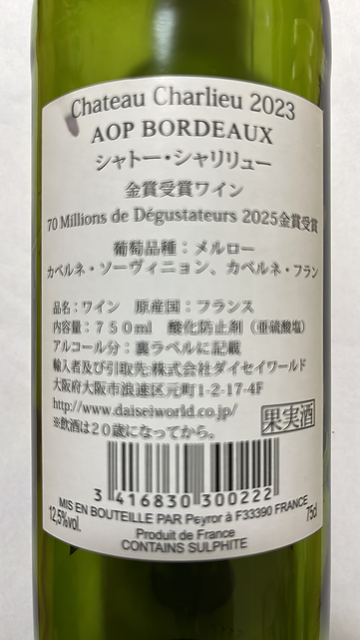 Chateau Charlieu 2023
AOP BORDEAUX
シャトー・シャリリュー
金賞受賞ワイン
70 Millions de Dégustateurs 2025金賞受賞
葡萄品種：メルロー
カベルネ・ソーヴィニョン、カベルネ・フラン
品名：ワイン　原産国：フランス
内容量：７５０ml　酸化防止剤（亜硫酸塩）
アルコール分：裏ラベルに記載
輸入者及び引取先:株式会社ダイセイワールド
大阪府大阪市浪速区元町1-2-17-4F
http://www.daiseiworld.co.jp/
果実酒
※飲酒は２０歳になってから。
3 416830 300222
MIS EN BOUTEILLE PAR Peyror à F33390 FRANCE
12,5%vol.
75cl
Produit de France
CONTAINS SULPHITE